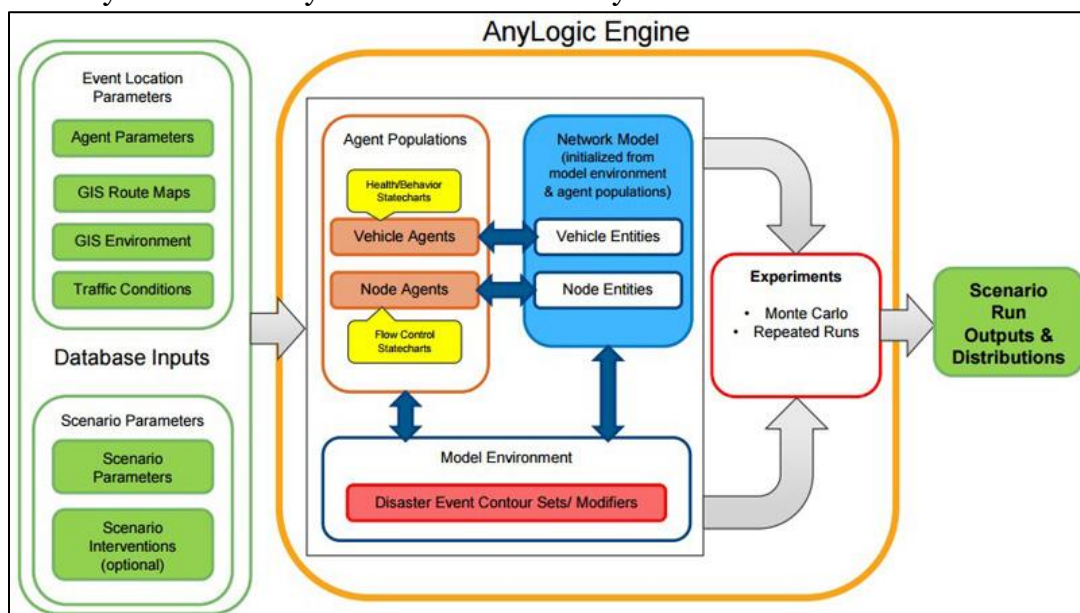 AnyLogic Engine
Event Location
Parameters
Agent Parameters
GIS Route Maps
GIS Environment
Traffic Conditions
Database Inputs
Scenario Parameters
Scenario
Parameters
Scenario
Interventions
(optional)
Agent Populations
Health/Behavior
Statecharts
Vehicle Agents
Node Agents
Flow Control
Statecharts
Network Model
(initialized from
model environment
& agent populations)
Vehicle Entities
Node Entities
Model Environment
Disaster Event Contour Sets/ Modifiers
Experiments
• Monte Carlo
• Repeated Runs
Scenario
Run
Outputs &
Distributions